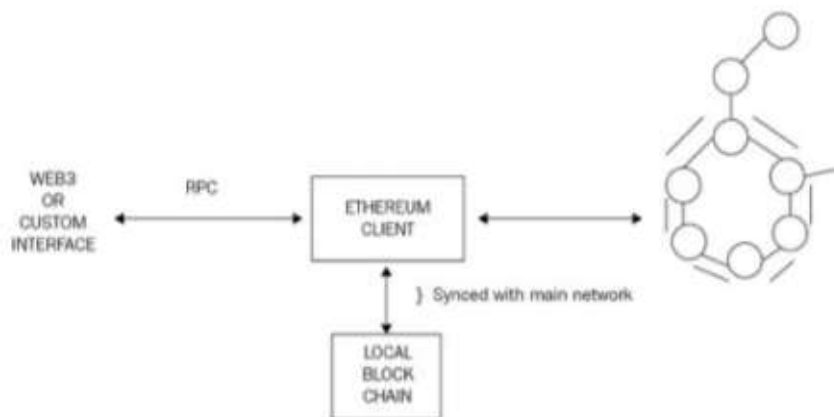 WEB3
OR
CUSTOM
INTERFACE
RPC
ETHEREUM
CLIENT
} Synced with main network
LOCAL
BLOCK
CHAIN